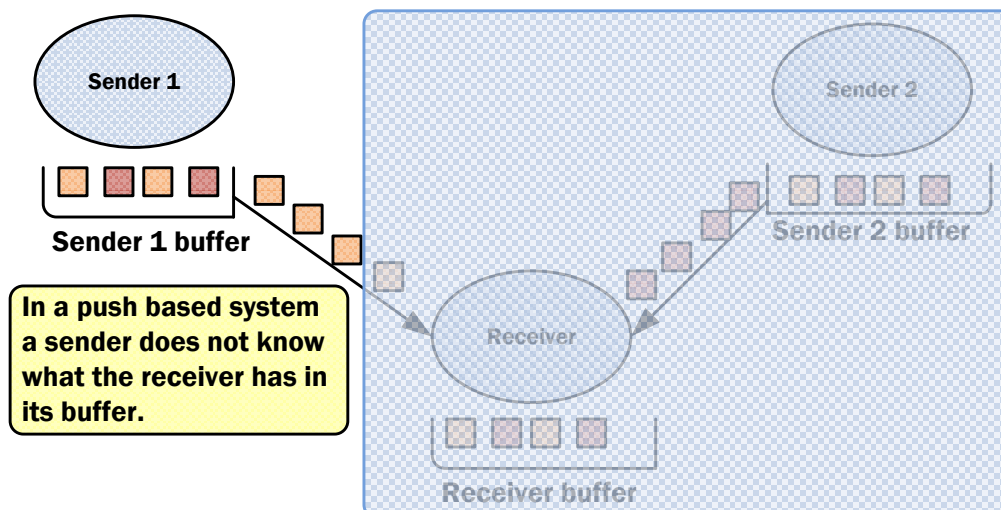 Sender 1
Sender 2
Sender 1 buffer
Sender 2 buffer
In a push based system
a sender does not know
what the receiver has in
its buffer.
Receiver
Receiver buffer